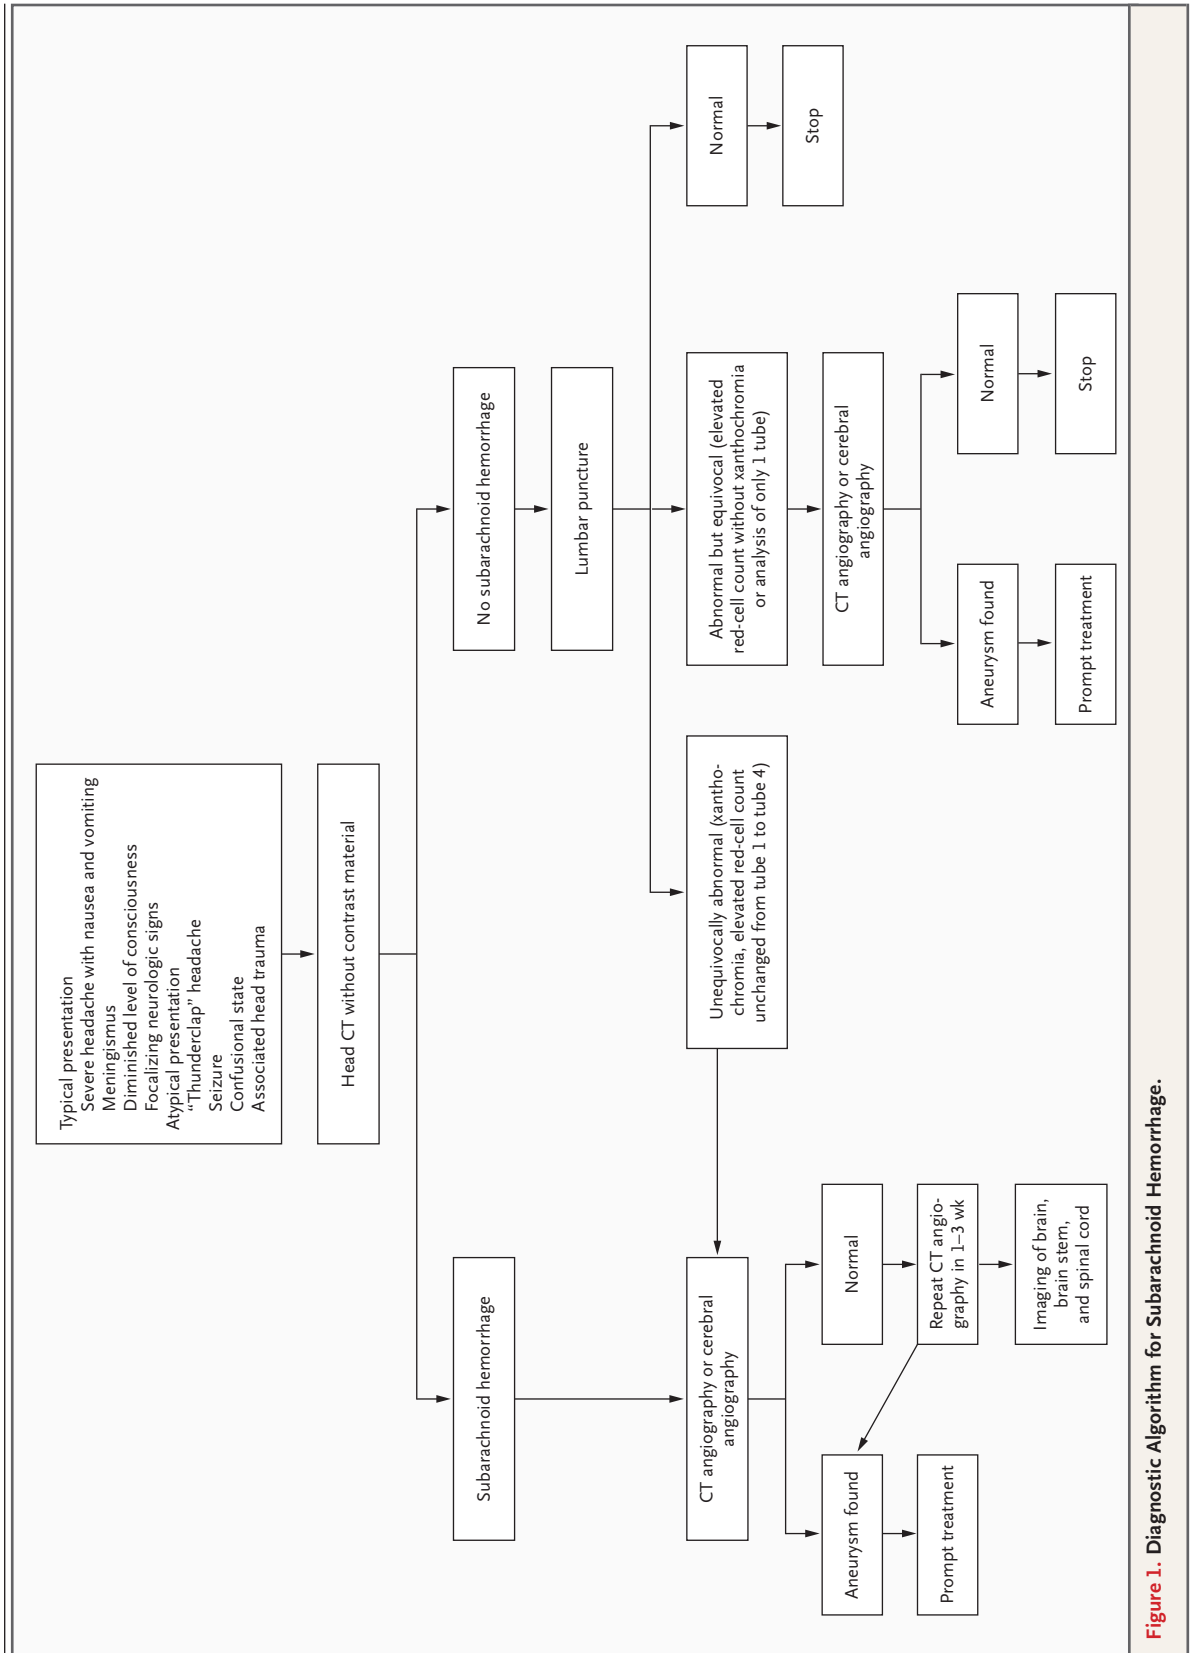 Typical presentation
Severe headache with nausea and vomiting
Meningismus
Diminished level of consciousness
Focalizing neurologic signs
Atypical presentation
“Thunderclap” headache
Seizure
Confusional state
Associated head trauma
Head CT without contrast material
Subarachnoid hemorrhage
No subarachnoid hemorrhage
Lumbar puncture
CT angiography or cerebral
angiography
Unequivocally abnormal (xantho-
chromia, elevated red-cell count
unchanged from tube 1 to tube 4)
Abnormal but equivocal (elevated
red-cell count without xanthochromia
or analysis of only 1 tube)
Normal
Stop
Aneurysm found
Prompt treatment
Normal
Repeat CT angio-
graphy in 1–3 wk
Imaging of brain,
brain stem,
and spinal cord
CT angiography or cerebral
angiography
Aneurysm found
Prompt treatment
Normal
Stop
Figure 1. Diagnostic Algorithm for Subarachnoid Hemorrhage.